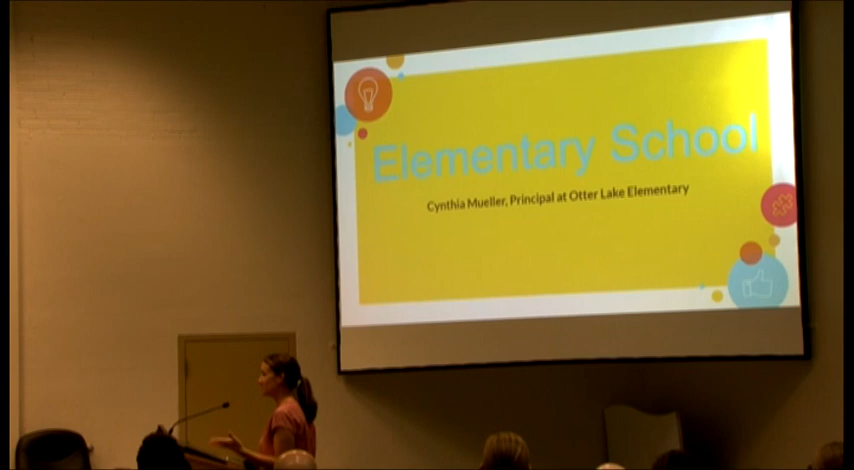 Elementary School
Cynthia Mueller, Principal at Otter Lake Elementary